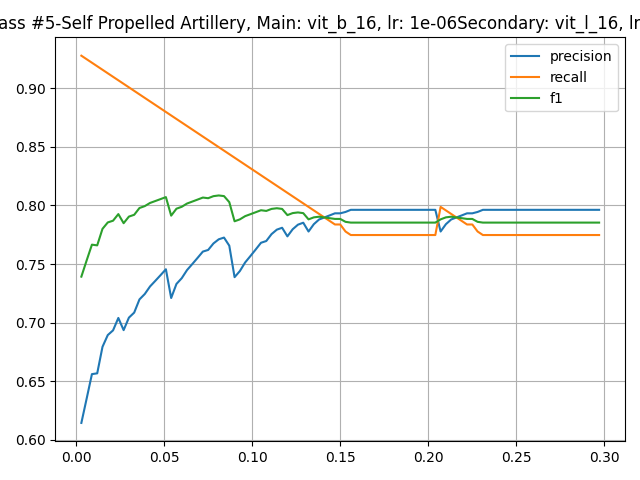 ass #5-Self Propelled Artillery, Main: vit_b_16, lr: 1e-06Secondary: vit_l_16, lr
precision
recall
f1
0.90
0.85
0.80
0.75
0.70
0.65
0.60
0.00 0.05 0.10 0.15 0.20 0.25 0.30